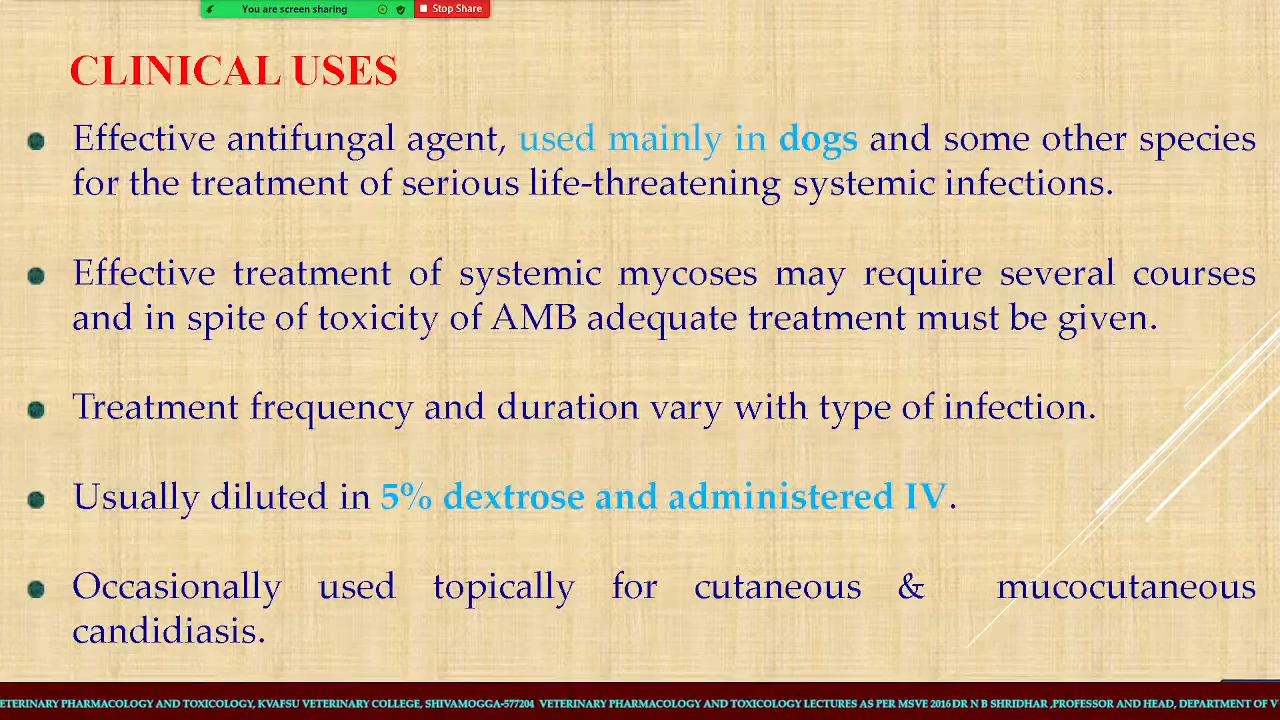 You are screen sharing Stop Share
CLINICAL USES
Effective antifungal agent, used mainly in dogs and some other species
for the treatment of serious life-threatening systemic infections.
Effective treatment of systemic mycoses may require several courses
and in spite of toxicity of AMB adequate treatment must be given.
Treatment frequency and duration vary with type of infection.
Usually diluted in 5% dextrose and administered IV.
Occasionally used topically for cutaneous & mucocutaneous
candidiasis.
ETERINARY PHARMACOLOGY AND TOXICOLOGY, KVAFSU VETERINARY COLLEGE, SHIVAMOGGA-577204 VETERINARY PHARMACOLOGY AND TOXICOLOGY LECTURES AS PER MSVE 2016 DR N B SHRIDHAR ,PROFESSOR AND HEAD, DEPARTMENT OF V